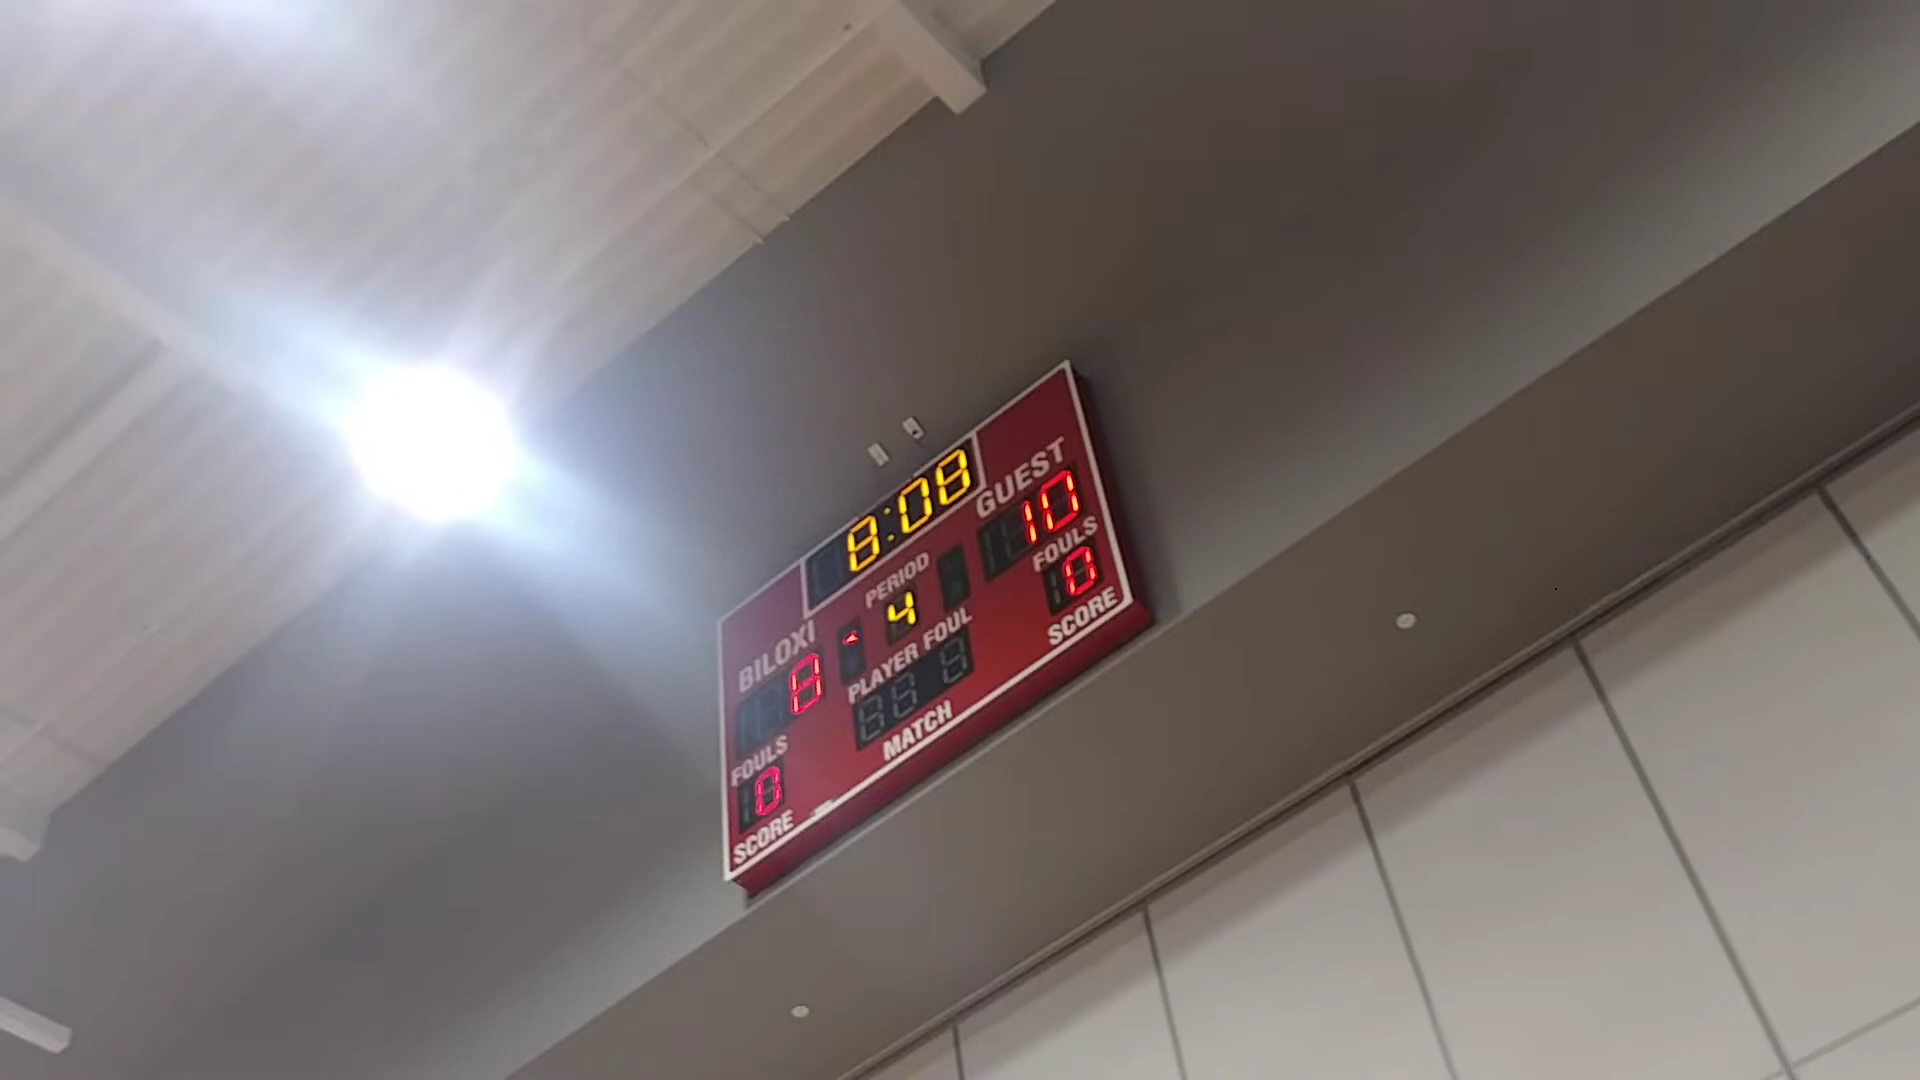 8:08
GUEST
10
PERIOD
4
FOULS
0
BILOXI
8
PLAYER FOUL
SCORE
FOULS
0
MATCH
SCORE